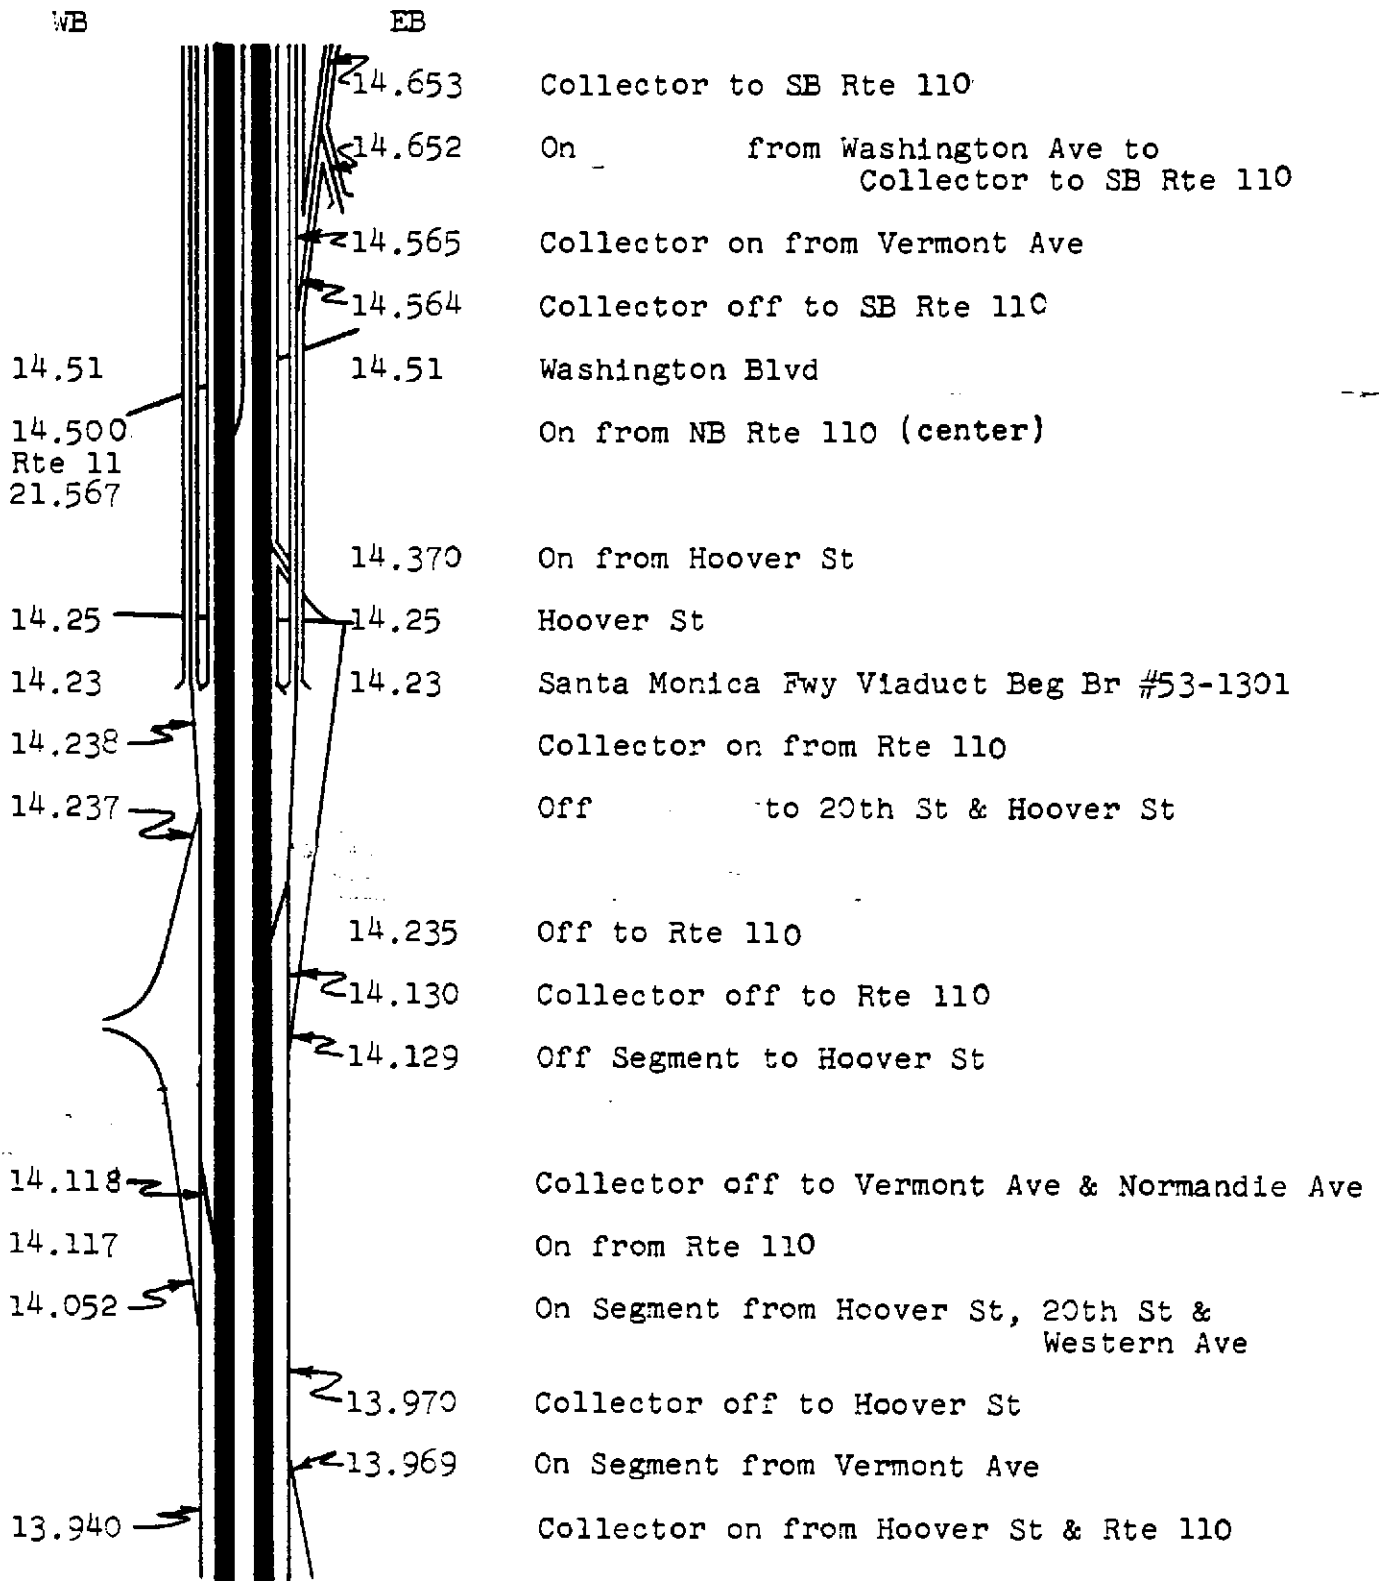 WB EB
14.653 Collector to SB Rte 110
14.652 On from Washington Ave to
Collector to SB Rte 110
14.565 Collector on from Vermont Ave
14.564 Collector off to SB Rte 110
14.51 14.51 Washington Blvd
14.500 On from NB Rte 110 (center)
Rte 11
21.567
14.370 On from Hoover St
14.25 14.25 Hoover St
14.23 14.23 Santa Monica Fwy Viaduct Beg Br #53-1301
14.238 Collector on from Rte 110
14.237 Off to 20th St & Hoover St
14.235 Off to Rte 110
14.130 Collector off to Rte 110
14.129 Off Segment to Hoover St
14.118 Collector off to Vermont Ave & Normandie Ave
14.117 On from Rte 110
14.052 On Segment from Hoover St, 20th St &
Western Ave
13.970 Collector off to Hoover St
13.969 On Segment from Vermont Ave
13.940 Collector on from Hoover St & Rte 110